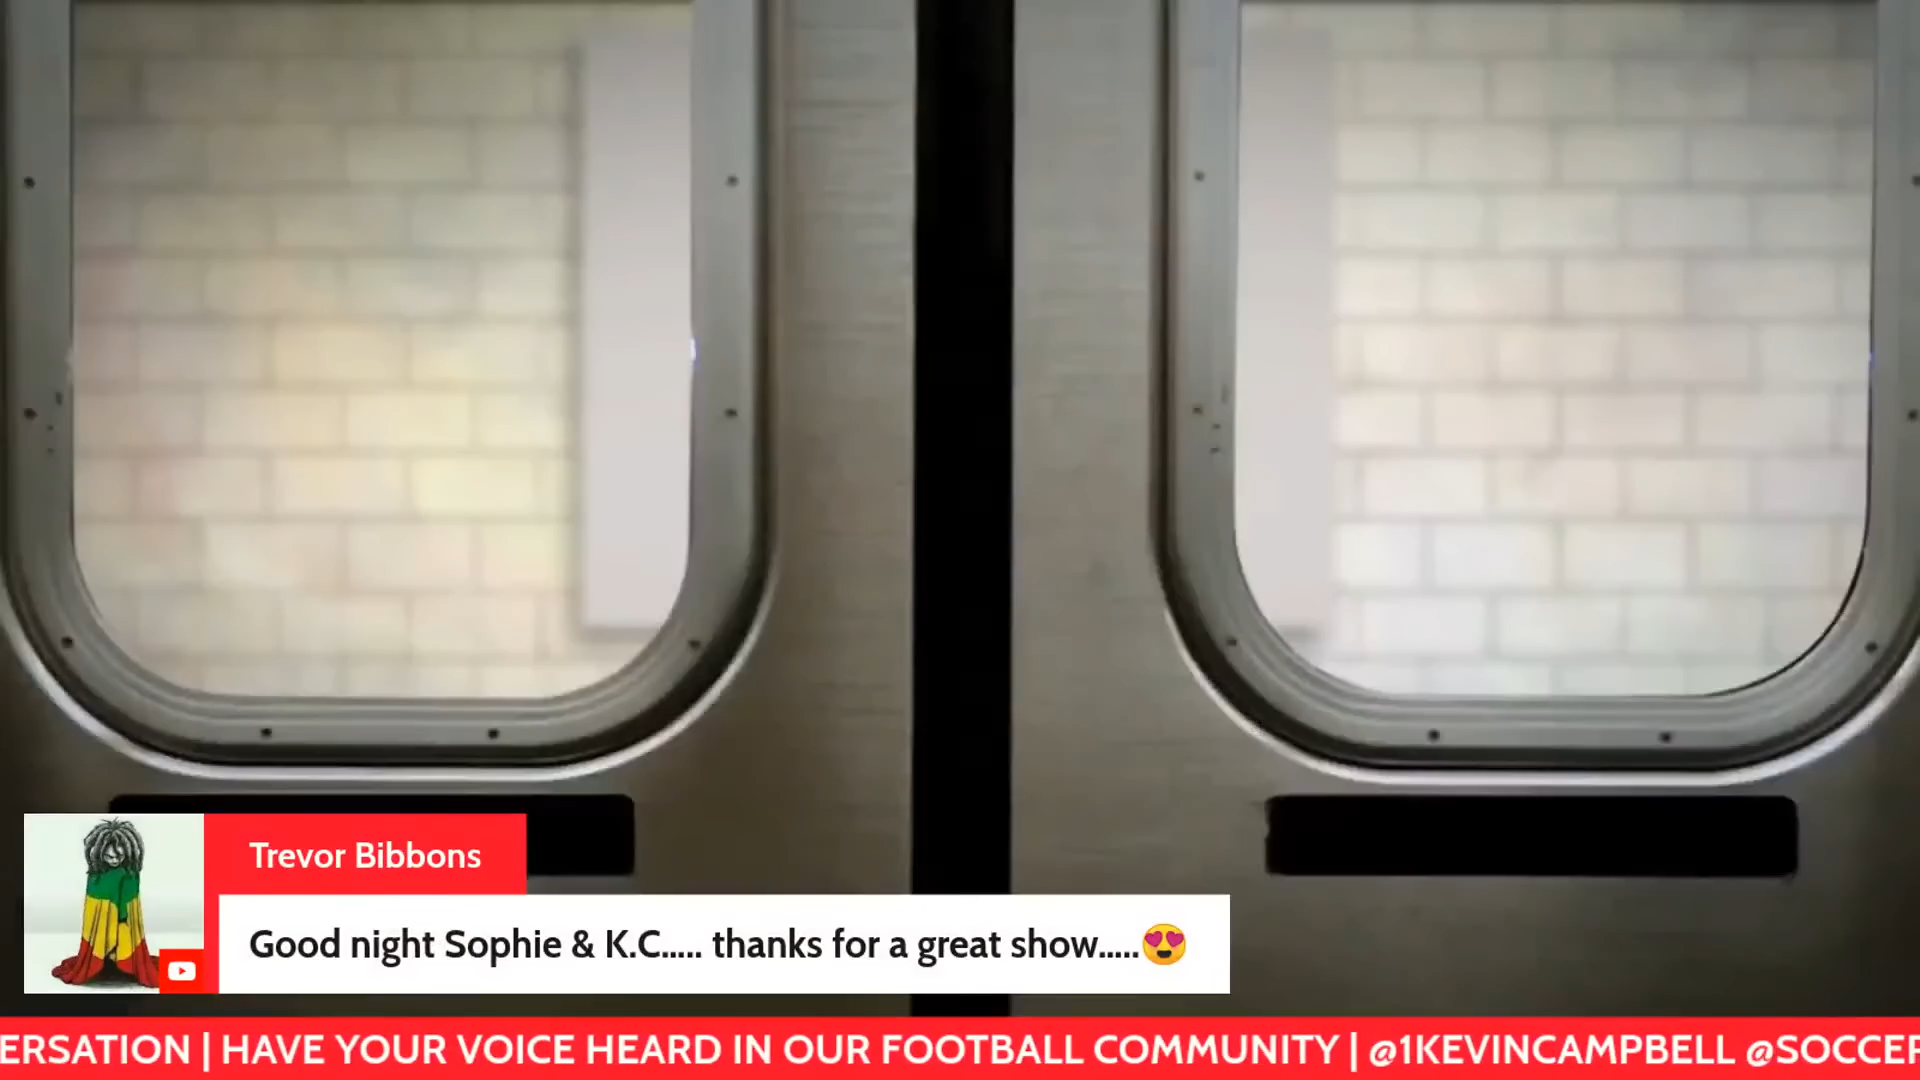 Trevor Bibbons
Good night Sophie & K.C..... thanks for a great show.....😍
ERSATION | HAVE YOUR VOICE HEARD IN OUR FOOTBALL COMMUNITY | @1KEVINCAMPBELL @SOCCER